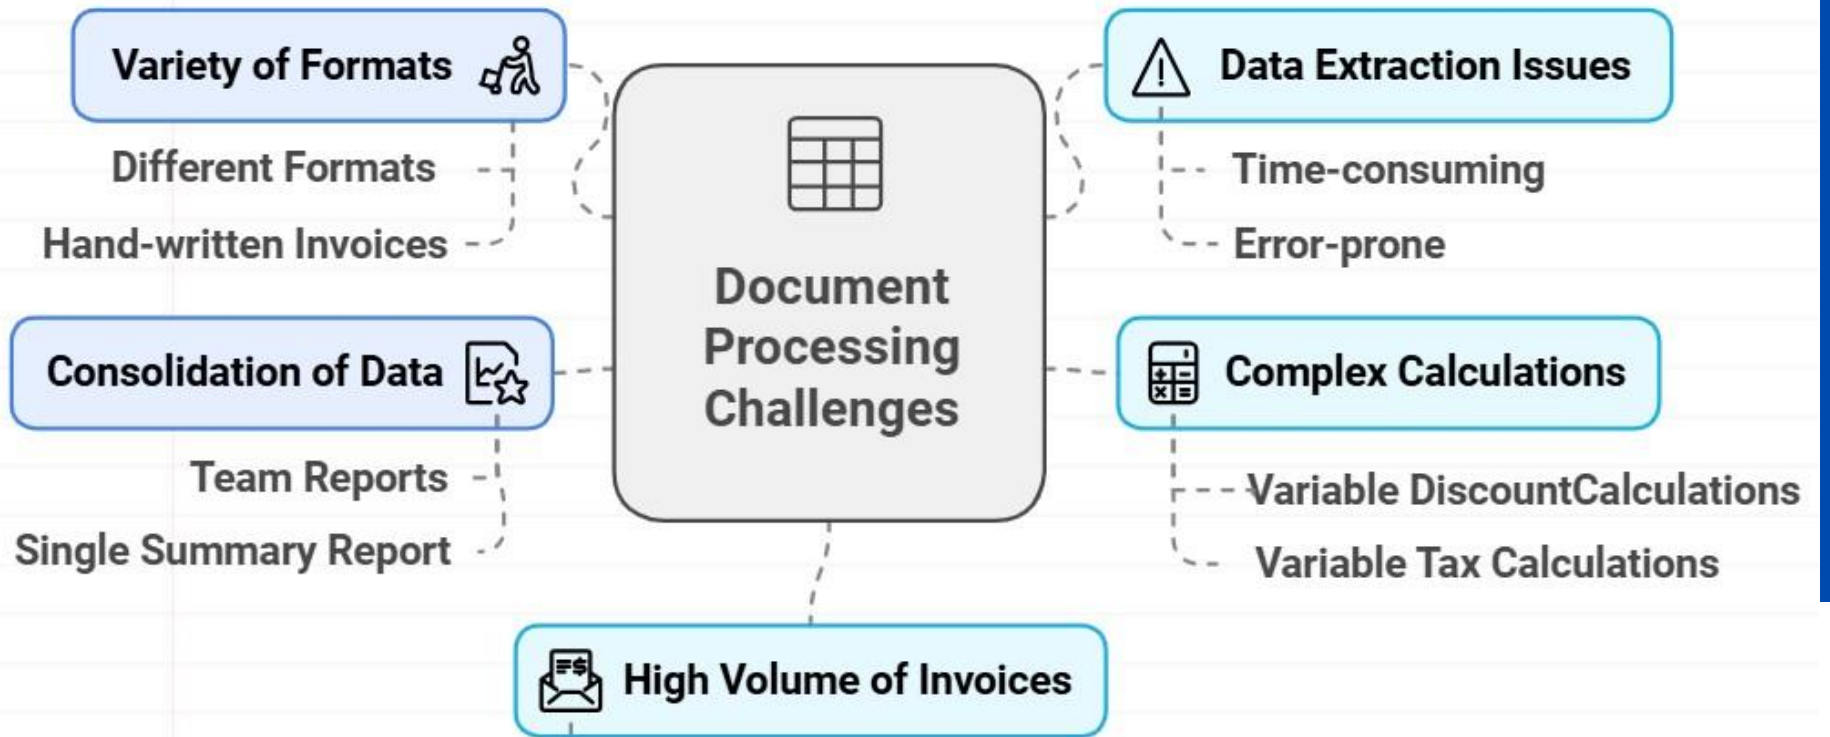 Variety of Formats
Different Formats
Hand-written Invoices
Consolidation of Data
Team Reports
Single Summary Report
Document
Processing
Challenges
Data Extraction Issues
Time-consuming
Error-prone
Complex Calculations
Variable DiscountCalculations
Variable Tax Calculations
High Volume of Invoices